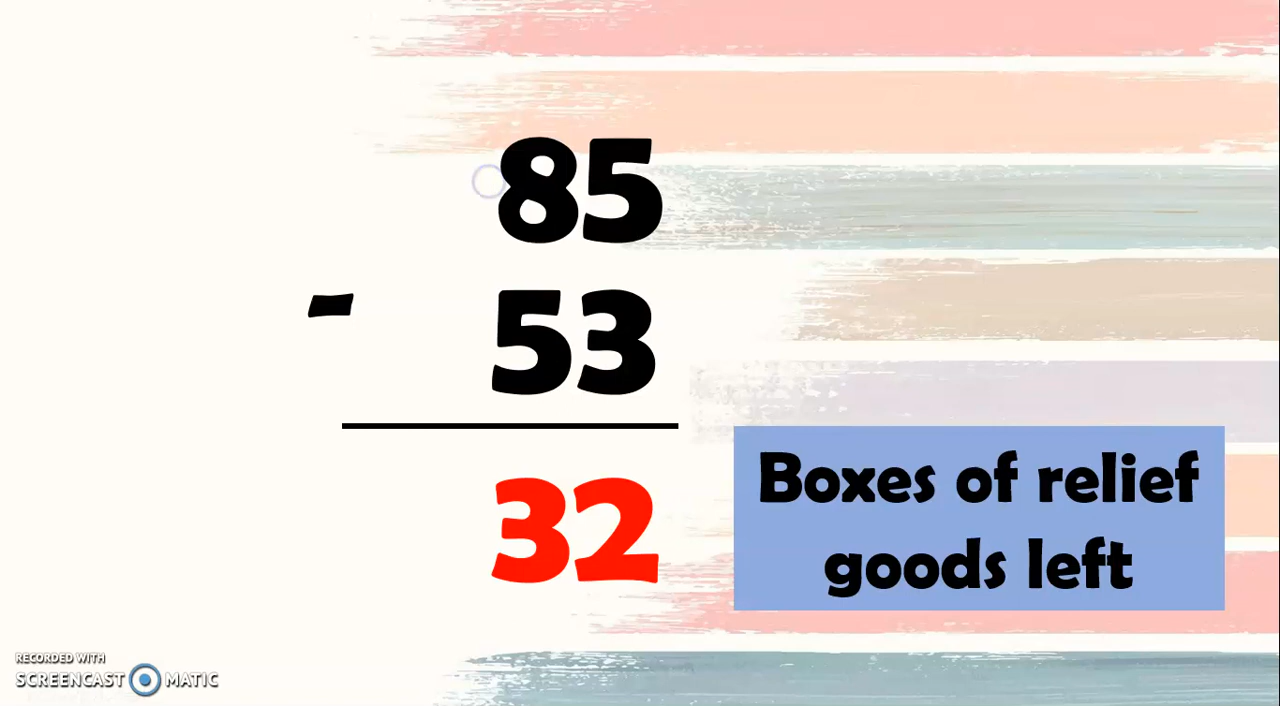 85
- 53
32
Boxes of relief
goods left
RECORDED WITH
SCREENCAST MATIC